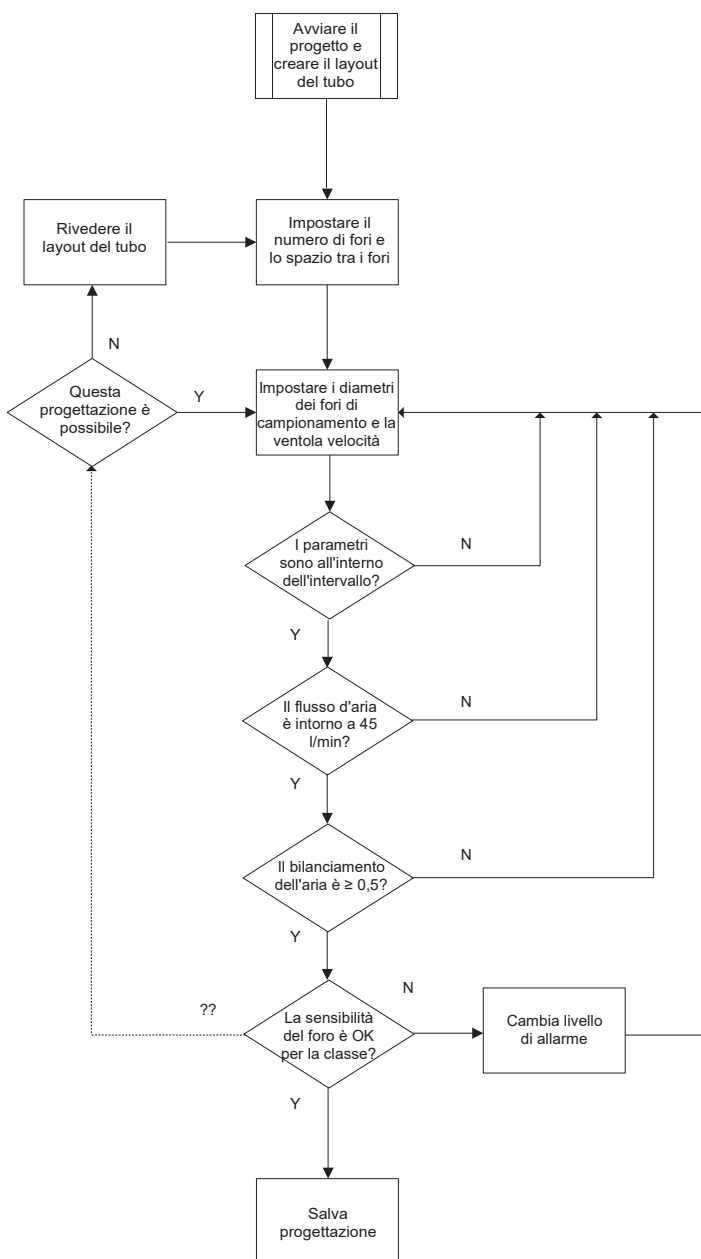 Avviare il
progetto e
creare il layout
del tubo
Rivedere il
layout del tubo
Impostare il
numero di fori e
lo spazio tra i fori
N
Questa
progettazione è
possibile?
Y
Impostare i diametri
dei fori di
campionamento e la
ventola velocità
I parametri
sono all'interno
dell'intervallo?
N
Y
Il flusso d'aria
è intorno a 45
l/min?
N
Y
Il bilanciamento
dell'aria è ≥ 0,5?
N
Y
??
La sensibilità
del foro è OK
per la classe?
N
Cambia livello
di allarme
Y
Salva
progettazione